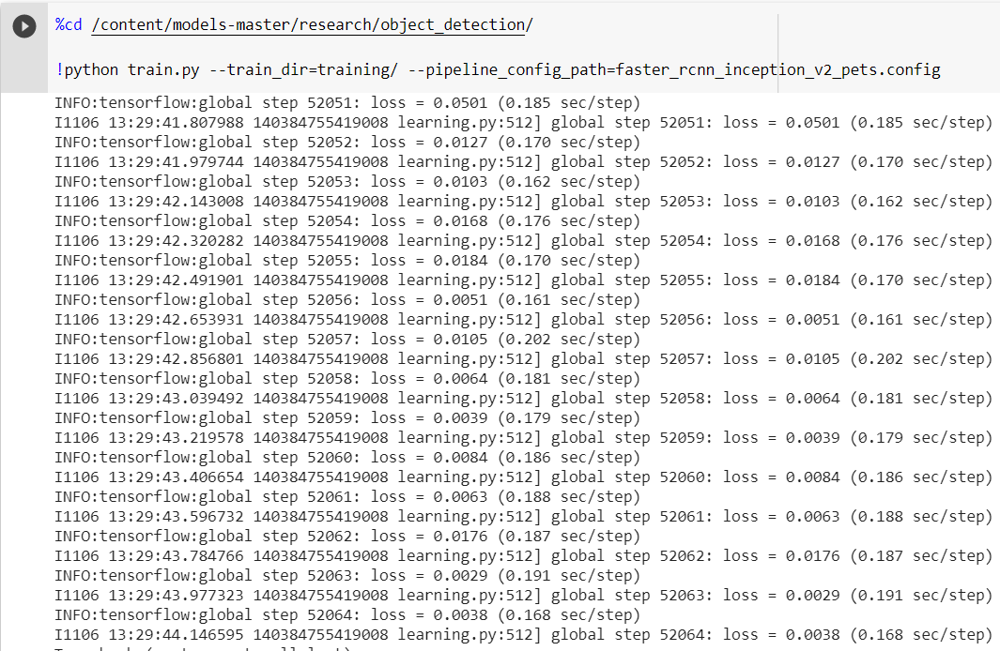 %cd /content/models-master/research/object_detection/
!python train.py --train_dir=training/ --pipeline_config_path=faster_rcnn_inception_v2_pets.config
INFO:tensorflow:global step 52051: loss = 0.0501 (0.185 sec/step)
I1106 13:29:41.807988 140384755419008 learning.py:512] global step 52051: loss = 0.0501 (0.185 sec/step)
INFO:tensorflow:global step 52052: loss = 0.0127 (0.170 sec/step)
I1106 13:29:41.979744 140384755419008 learning.py:512] global step 52052: loss = 0.0127 (0.170 sec/step)
INFO:tensorflow:global step 52053: loss = 0.0103 (0.162 sec/step)
I1106 13:29:42.143008 140384755419008 learning.py:512] global step 52053: loss = 0.0103 (0.162 sec/step)
INFO:tensorflow:global step 52054: loss = 0.0168 (0.176 sec/step)
I1106 13:29:42.320282 140384755419008 learning.py:512] global step 52054: loss = 0.0168 (0.176 sec/step)
INFO:tensorflow:global step 52055: loss = 0.0184 (0.170 sec/step)
I1106 13:29:42.491901 140384755419008 learning.py:512] global step 52055: loss = 0.0184 (0.170 sec/step)
INFO:tensorflow:global step 52056: loss = 0.0051 (0.161 sec/step)
I1106 13:29:42.653931 140384755419008 learning.py:512] global step 52056: loss = 0.0051 (0.161 sec/step)
INFO:tensorflow:global step 52057: loss = 0.0105 (0.202 sec/step)
I1106 13:29:42.856801 140384755419008 learning.py:512] global step 52057: loss = 0.0105 (0.202 sec/step)
INFO:tensorflow:global step 52058: loss = 0.0064 (0.181 sec/step)
I1106 13:29:43.039492 140384755419008 learning.py:512] global step 52058: loss = 0.0064 (0.181 sec/step)
INFO:tensorflow:global step 52059: loss = 0.0039 (0.179 sec/step)
I1106 13:29:43.219578 140384755419008 learning.py:512] global step 52059: loss = 0.0039 (0.179 sec/step)
INFO:tensorflow:global step 52060: loss = 0.0084 (0.186 sec/step)
I1106 13:29:43.406654 140384755419008 learning.py:512] global step 52060: loss = 0.0084 (0.186 sec/step)
INFO:tensorflow:global step 52061: loss = 0.0063 (0.188 sec/step)
I1106 13:29:43.596732 140384755419008 learning.py:512] global step 52061: loss = 0.0063 (0.188 sec/step)
INFO:tensorflow:global step 52062: loss = 0.0176 (0.187 sec/step)
I1106 13:29:43.784766 140384755419008 learning.py:512] global step 52062: loss = 0.0176 (0.187 sec/step)
INFO:tensorflow:global step 52063: loss = 0.0029 (0.191 sec/step)
I1106 13:29:43.977323 140384755419008 learning.py:512] global step 52063: loss = 0.0029 (0.191 sec/step)
INFO:tensorflow:global step 52064: loss = 0.0038 (0.168 sec/step)
I1106 13:29:44.146595 140384755419008 learning.py:512] global step 52064: loss = 0.0038 (0.168 sec/step)